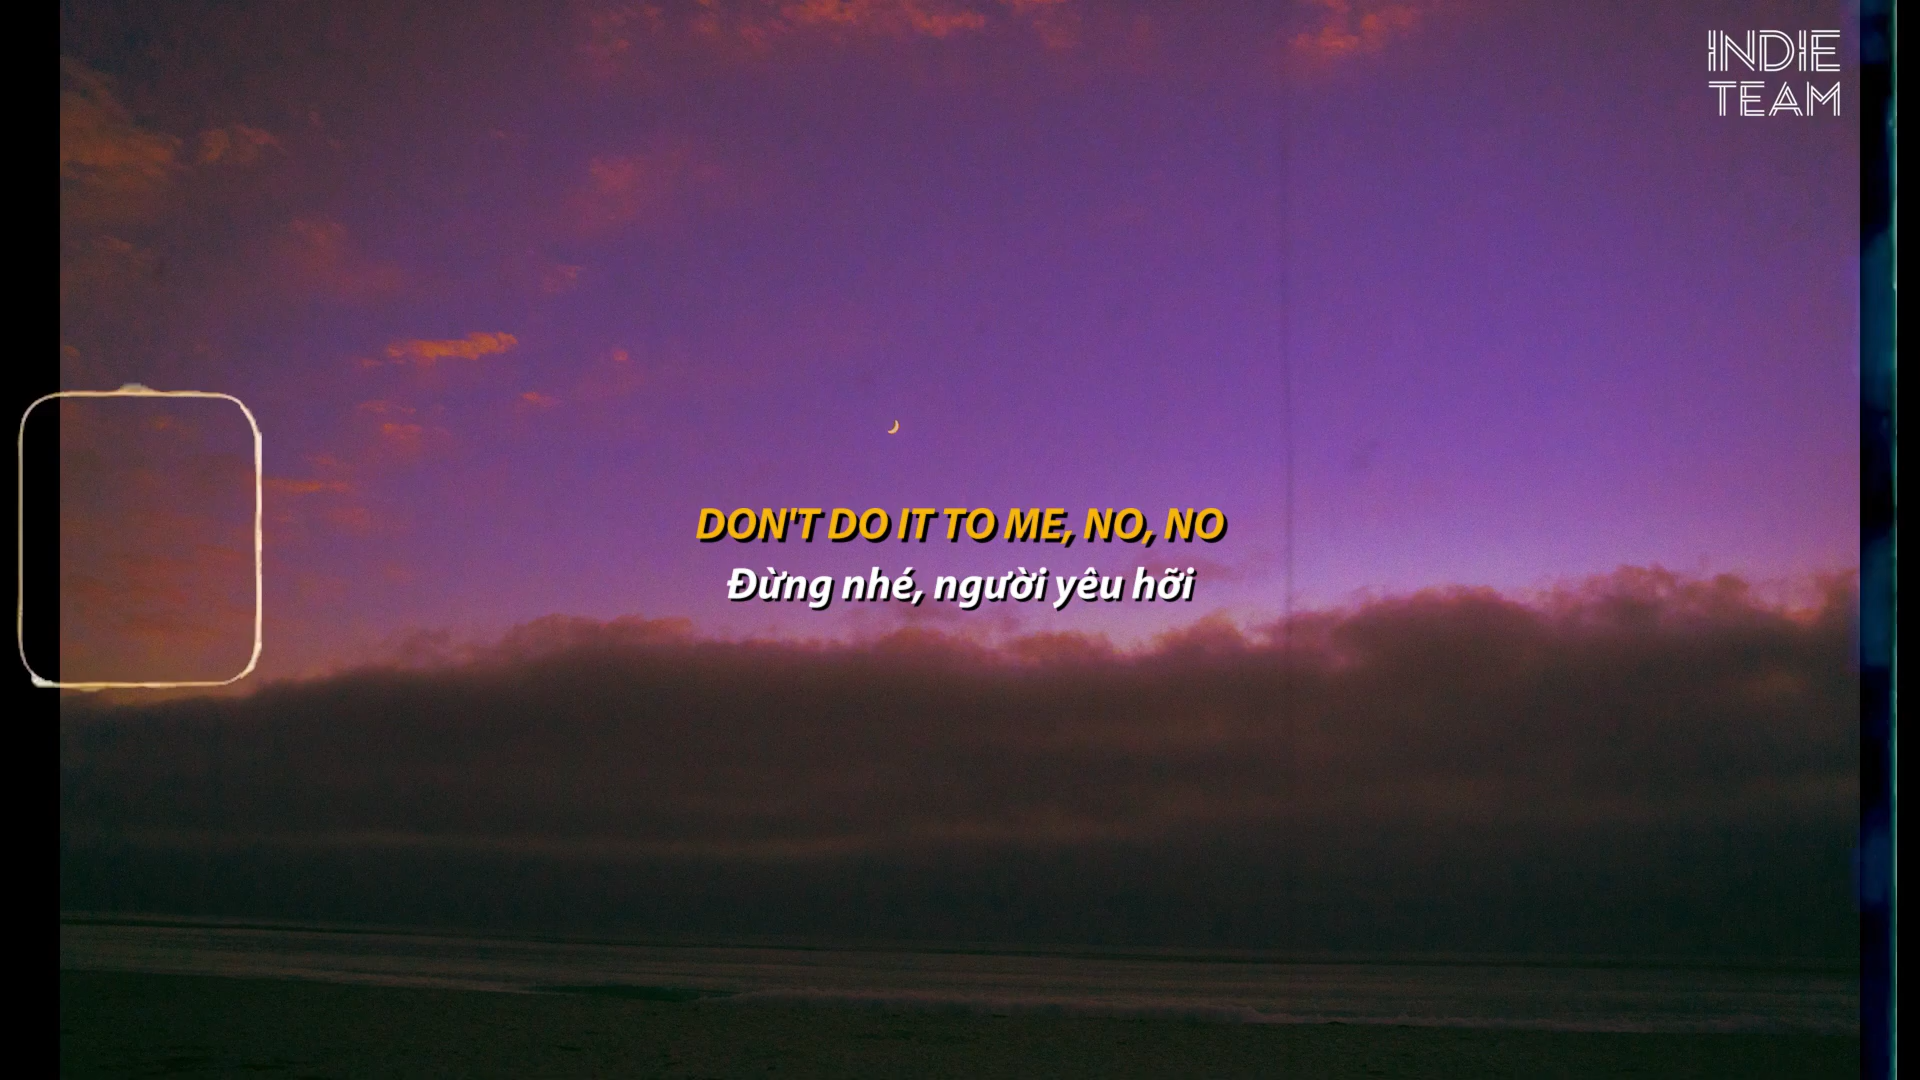 INDIE
TEAM
DON'T DO IT TO ME, NO, NO
Đừng nhé, người yêu hỡi